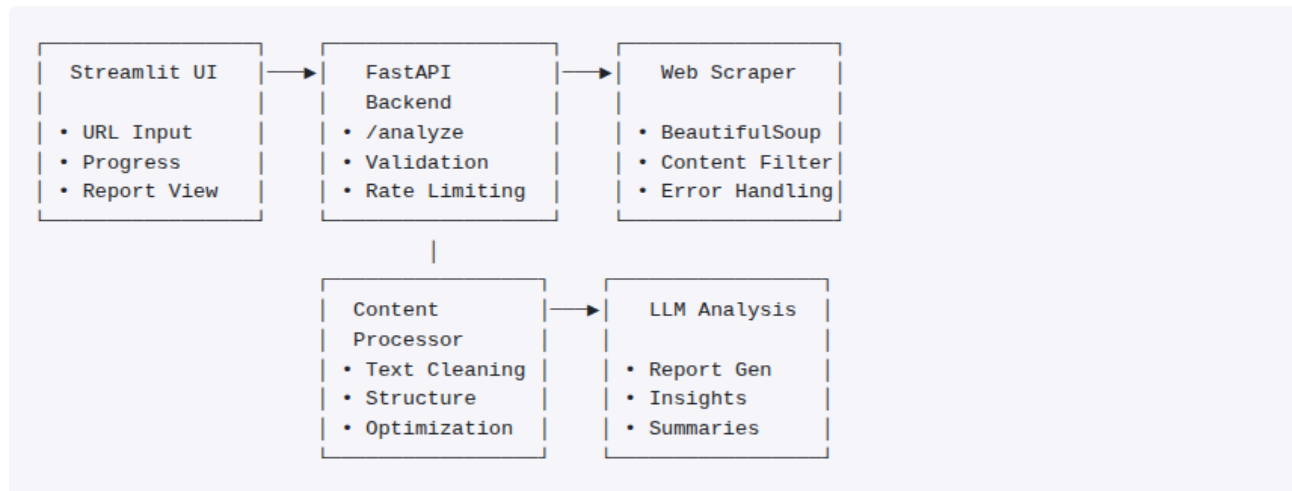 Streamlit UI
• URL Input
• Progress
• Report View
FastAPI
Backend
• /analyze
• Validation
• Rate Limiting
Web Scraper
• BeautifulSoup
• Content Filter
• Error Handling
Content
Processor
• Text Cleaning
• Structure
• Optimization
LLM Analysis
• Report Gen
• Insights
• Summaries